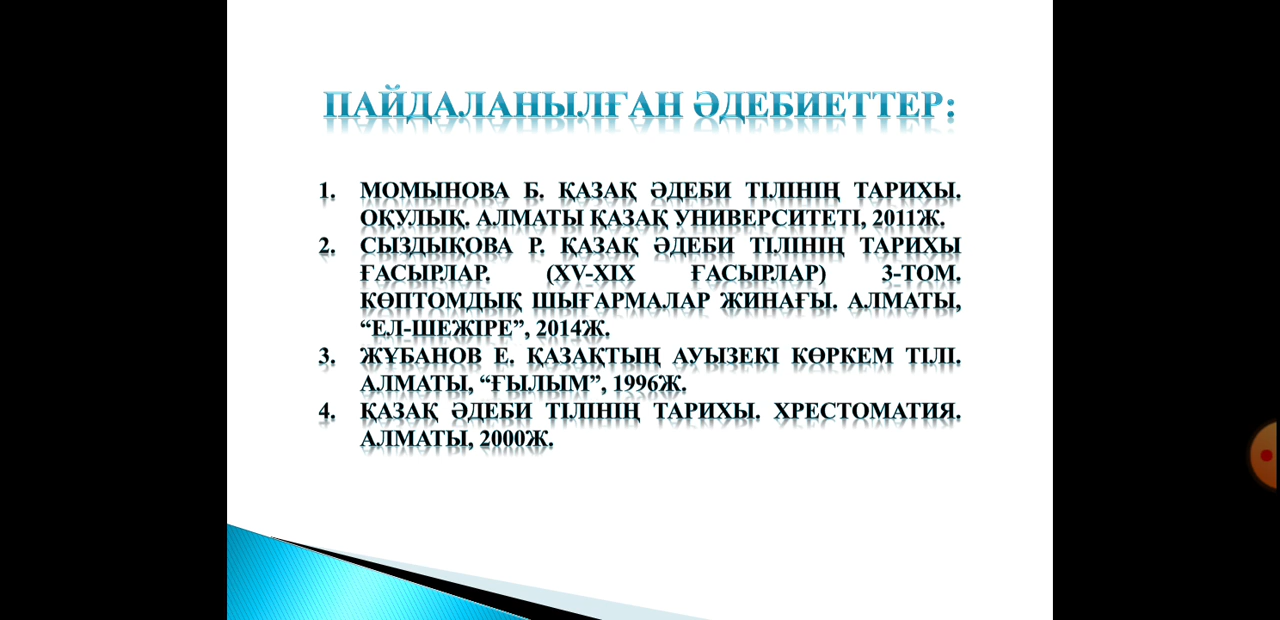 ПАЙДАЛАНЫЛҒАН ӘДЕБИЕТТЕР:
1. МОМЫНОВА Б. ҚАЗАҚ ӘДЕБИ ТІЛІНІҢ ТАРИХЫ.
ОҚУЛЫҚ. АЛМАТЫ ҚАЗАҚ УНИВЕРСИТЕТІ, 2011Ж.
2. СЫЗДЫҚОВА Р. ҚАЗАҚ ӘДЕБИ ТІЛІНІҢ ТАРИХЫ
ҒАСЫРЛАР. (XV-XIX ҒАСЫРЛАР) 3-ТОМ.
КӨПТОМДЫҚ ШЫҒАРМАЛАР ЖИНАҒЫ. АЛМАТЫ,
“ЕЛ-ШЕЖІРЕ”, 2014Ж.
3. ЖҰБАНОВ Е. ҚАЗАҚТЫҢ АУЫЗЕКІ КӨРКЕМ ТІЛІ.
АЛМАТЫ, “ҒЫЛЫМ”, 1996Ж.
4. ҚАЗАҚ ӘДЕБИ ТІЛІНІҢ ТАРИХЫ. ХРЕСТОМАТИЯ.
АЛМАТЫ, 2000Ж.